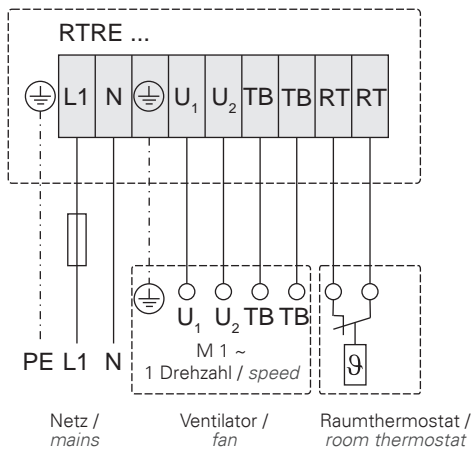 RTRE ...
L1 N U1 U2 TB TB RT RT
U1 U2 TB TB
M 1 ~
1 Drehzahl / speed
ϑ
PE L1 N
Netz / mains
Ventilator / fan
Raumthermostat / room thermostat